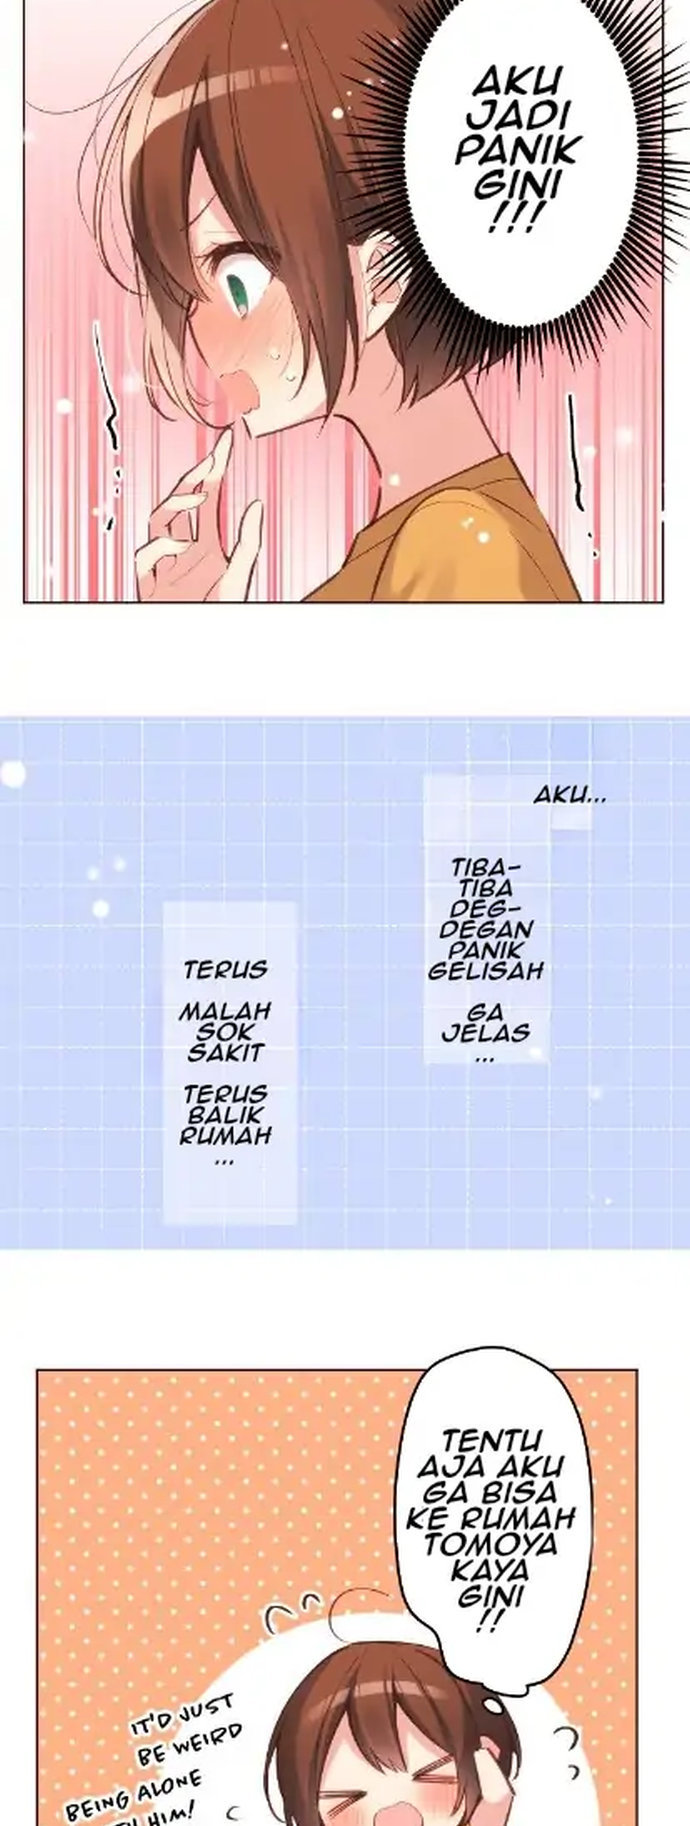 AKU
JADI
PANIK
GINI
!!!
AKU...
TIBA-
TIBA
DEG-
DEGAN
PANIK
GELISAH
GA
JELAS
...
TERUS
MALAH
SOK
SAKIT
TERUS
BALIK
RUMAH
...
TENTU
AJA AKU
GA BISA
KE RUMAH
TOMOYA
KAYA
GINI
!!
IT'D JUST
BE WEIRD
BEING ALONE
HIM!